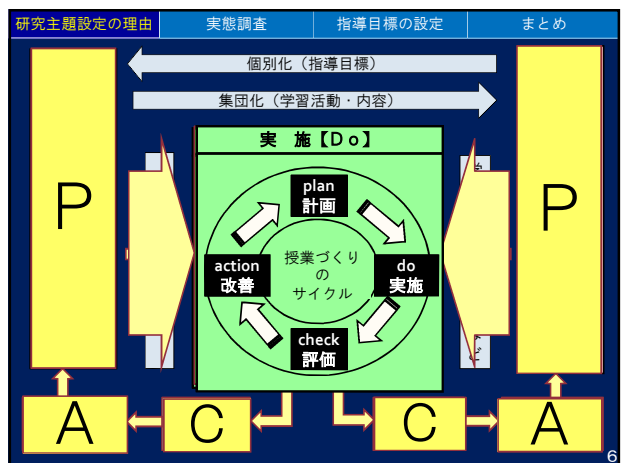 研究主題設定の理由
実態調査
指導目標の設定
まとめ
個別化（指導目標）
集団化（学習活動・内容）
実　施【Ｄｏ】
P
P
plan
計画
action
改善
授業づくり
の
サイクル
do
実施
check
評価
A
C
C
A
6